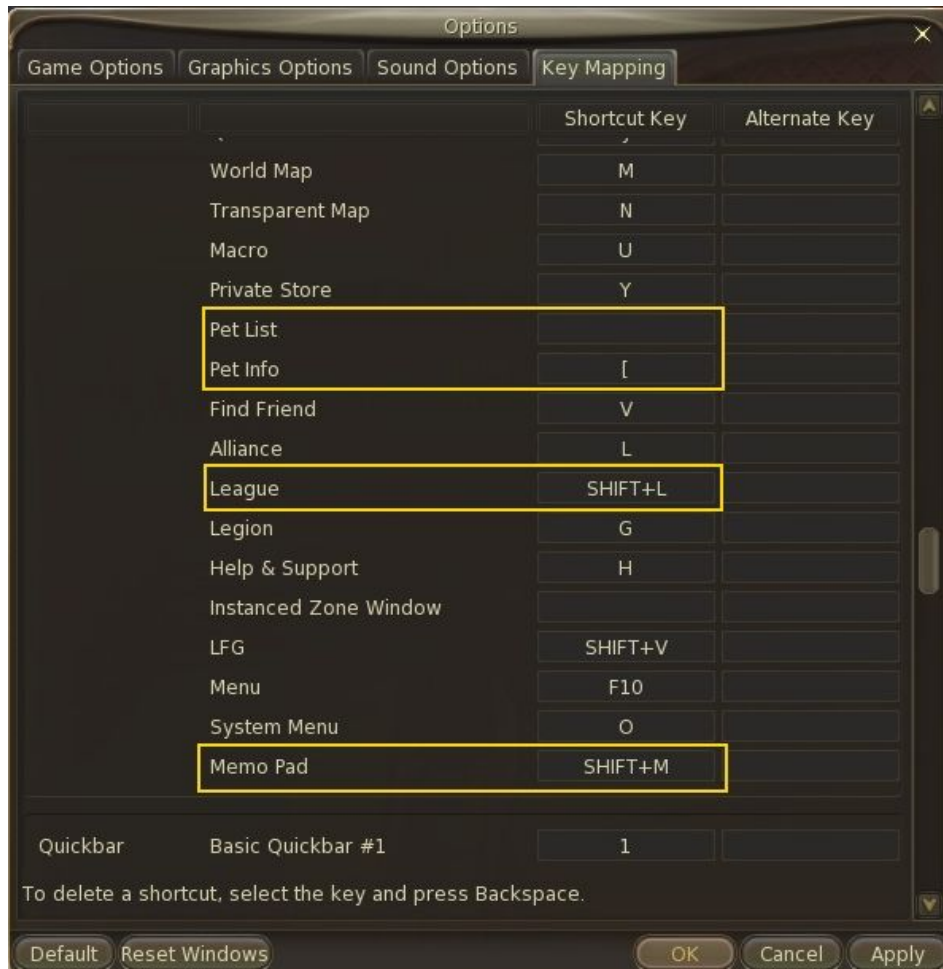 Options
Game Options Graphics Options Sound Options Key Mapping
Shortcut Key Alternate Key
World Map M
Transparent Map N
Macro U
Private Store Y
Pet List
Pet Info [
Find Friend V
Alliance L
League SHIFT+L
Legion G
Help & Support H
Instanced Zone Window
LFG SHIFT+V
Menu F10
System Menu O
Memo Pad SHIFT+M
Quickbar Basic Quickbar #1 1
To delete a shortcut, select the key and press Backspace.
Default Reset Windows OK Cancel Apply